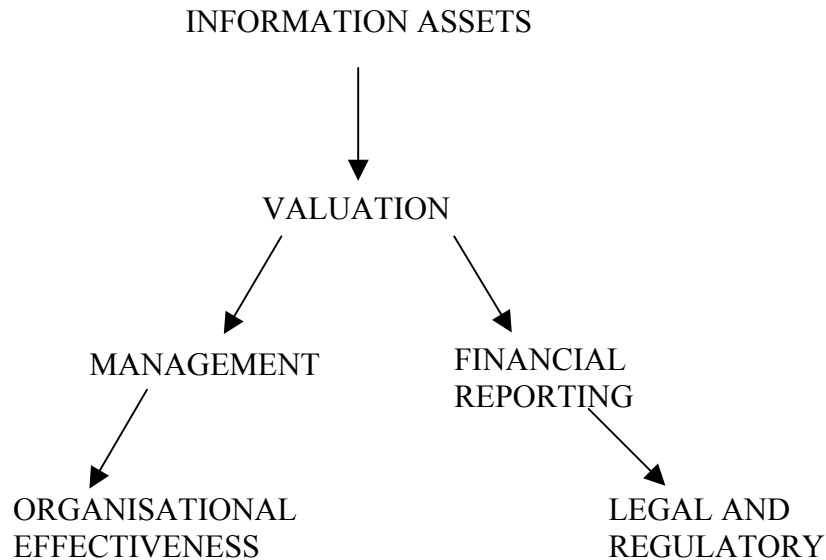 INFORMATION ASSETS
VALUATION
MANAGEMENT
FINANCIAL
REPORTING
ORGANISATIONAL
EFFECTIVENESS
LEGAL AND
REGULATORY